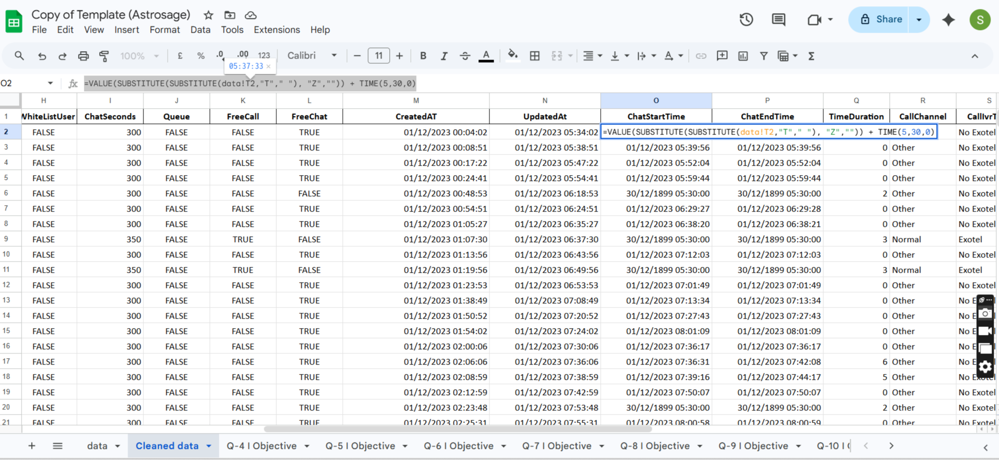 Copy of Template (Astrosage)
File Edit View Insert Format Data Tools Extensions Help
Share
S
100% £ % .0 .00 123 Calibri 11 B I S A
05:37:33 ×
O2 fx =VALUE(SUBSTITUTE(SUBSTITUTE(data!T2,"T"," "), "Z","")) + TIME(5,30,0)
H I J K L M N O P Q R S
1 WhiteListUser ChatSeconds Queue FreeCall FreeChat CreatedAT UpdatedAt ChatStartTime ChatEndTime TimeDuration CallChannel CallIvrT
2 FALSE 300 FALSE FALSE TRUE 01/12/2023 00:04:02 01/12/2023 05:34:02 =VALUE(SUBSTITUTE(SUBSTITUTE(data!T2,"T"," "), "Z","")) + TIME(5,30,0) No Exotel
3 FALSE 300 FALSE FALSE TRUE 01/12/2023 00:08:51 01/12/2023 05:38:51 01/12/2023 05:39:56 01/12/2023 05:39:56 0 Other No Exotel
4 FALSE 300 FALSE FALSE TRUE 01/12/2023 00:17:22 01/12/2023 05:47:22 01/12/2023 05:52:04 01/12/2023 05:52:04 0 Other No Exotel
5 FALSE 300 FALSE FALSE TRUE 01/12/2023 00:24:41 01/12/2023 05:54:41 01/12/2023 05:59:44 01/12/2023 05:59:44 0 Other No Exotel
6 FALSE 300 FALSE FALSE FALSE 01/12/2023 00:48:53 01/12/2023 06:18:53 30/12/1899 05:30:00 30/12/1899 05:30:00 2 Other No Exotel
7 FALSE 300 FALSE FALSE TRUE 01/12/2023 00:54:51 01/12/2023 06:24:51 01/12/2023 06:29:27 01/12/2023 06:29:28 0 Other No Exotel
8 FALSE 300 FALSE FALSE TRUE 01/12/2023 01:05:27 01/12/2023 06:35:27 01/12/2023 06:38:20 01/12/2023 06:38:21 0 Other No Exotel
9 FALSE 350 FALSE TRUE FALSE 01/12/2023 01:07:30 01/12/2023 06:37:30 30/12/1899 05:30:00 30/12/1899 05:30:00 3 Normal Exotel
10 FALSE 300 FALSE FALSE TRUE 01/12/2023 01:13:56 01/12/2023 06:43:56 01/12/2023 07:12:03 01/12/2023 07:12:03 0 Other No Exotel
11 FALSE 350 FALSE TRUE FALSE 01/12/2023 01:19:56 01/12/2023 06:49:56 30/12/1899 05:30:00 30/12/1899 05:30:00 3 Normal Exotel
12 FALSE 300 FALSE FALSE TRUE 01/12/2023 01:23:53 01/12/2023 06:53:53 01/12/2023 07:01:49 01/12/2023 07:01:49 0 Other No Exotel
13 FALSE 300 FALSE FALSE TRUE 01/12/2023 01:38:49 01/12/2023 07:08:49 01/12/2023 07:13:34 01/12/2023 07:13:34 0 Other No E
14 FALSE 300 FALSE FALSE TRUE 01/12/2023 01:50:52 01/12/2023 07:20:52 01/12/2023 07:27:43 01/12/2023 07:27:43 0 Other No E
15 FALSE 300 FALSE FALSE TRUE 01/12/2023 01:54:02 01/12/2023 07:24:02 01/12/2023 08:01:09 01/12/2023 08:01:09 0 Other No E
16 FALSE 300 FALSE FALSE TRUE 01/12/2023 02:00:06 01/12/2023 07:30:06 01/12/2023 07:36:17 01/12/2023 07:36:17 0 Other No E
17 FALSE 300 FALSE FALSE TRUE 01/12/2023 02:06:06 01/12/2023 07:36:06 01/12/2023 07:36:31 01/12/2023 07:42:08 6 Other No E
18 FALSE 300 FALSE FALSE TRUE 01/12/2023 02:08:59 01/12/2023 07:38:59 01/12/2023 07:39:16 01/12/2023 07:44:17 5 Other No Exotel
19 FALSE 300 FALSE FALSE TRUE 01/12/2023 02:12:59 01/12/2023 07:42:59 01/12/2023 07:50:07 01/12/2023 07:50:07 0 Other No Exotel
20 FALSE 300 FALSE FALSE TRUE 01/12/2023 02:23:48 01/12/2023 07:53:48 30/12/1899 05:30:00 30/12/1899 05:30:00 2 Other No Exotel
21 FALSE 300 FALSE FALSE TRUE 01/12/2023 02:25:31 01/12/2023 07:55:31 01/12/2023 08:00:58 01/12/2023 08:00:59 0 Other No Exotel
data Cleaned data Q-4 I Objective Q-5 I Objective Q-6 I Objective Q-7 I Objective Q-8 I Objective Q-9 I Objective Q-10 I